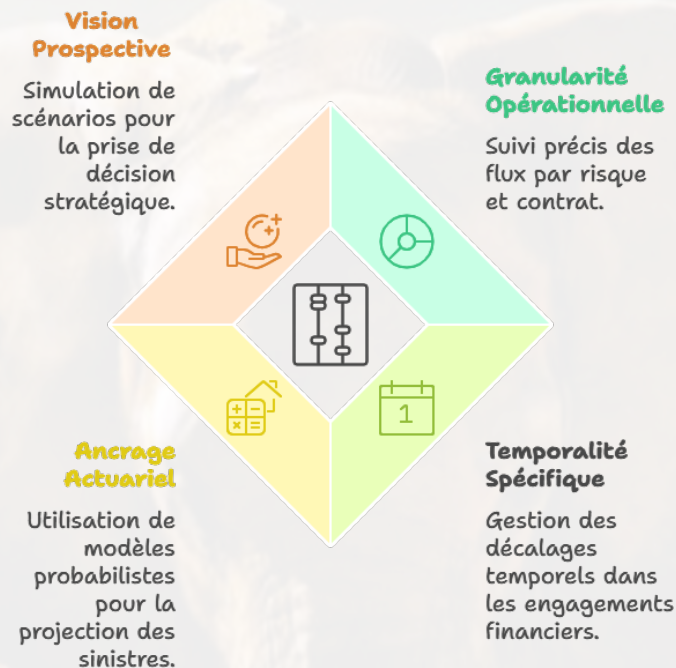 Vision
Prospective
Simulation de
scénarios pour
la prise de
décision
stratégique.
Granularité
Opérationnelle
Suivi précis des
flux par risque
et contrat.
1
Ancrage
Actuariel
Utilisation de
modèles
probabilistes
pour la
projection des
sinistres.
Temporalité
Spécifique
Gestion des
décalages
temporels dans
les engagements
financiers.